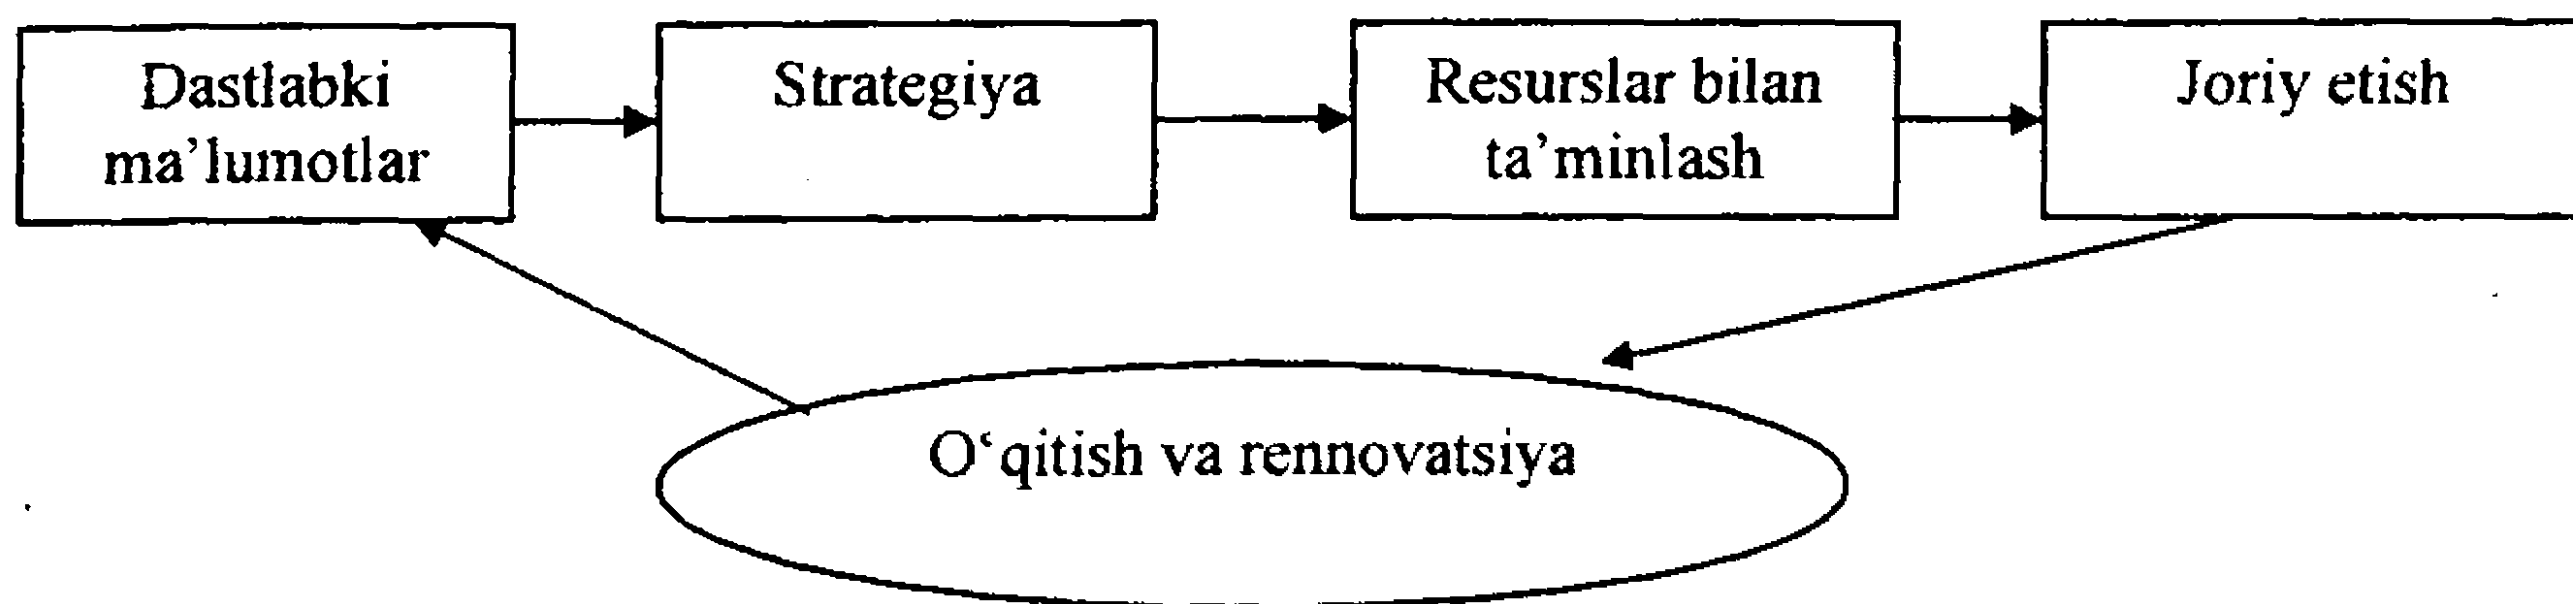 Dastlabki
ma’lumotlar
Strategiya
Resurslar bilan
ta’minlash
Joriy etish
O‘qitish va rennovatsiya